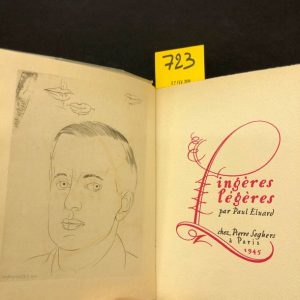 723
Lingères
légères
par Paul Eluard
chez Pierre Seghers
à Paris
1945